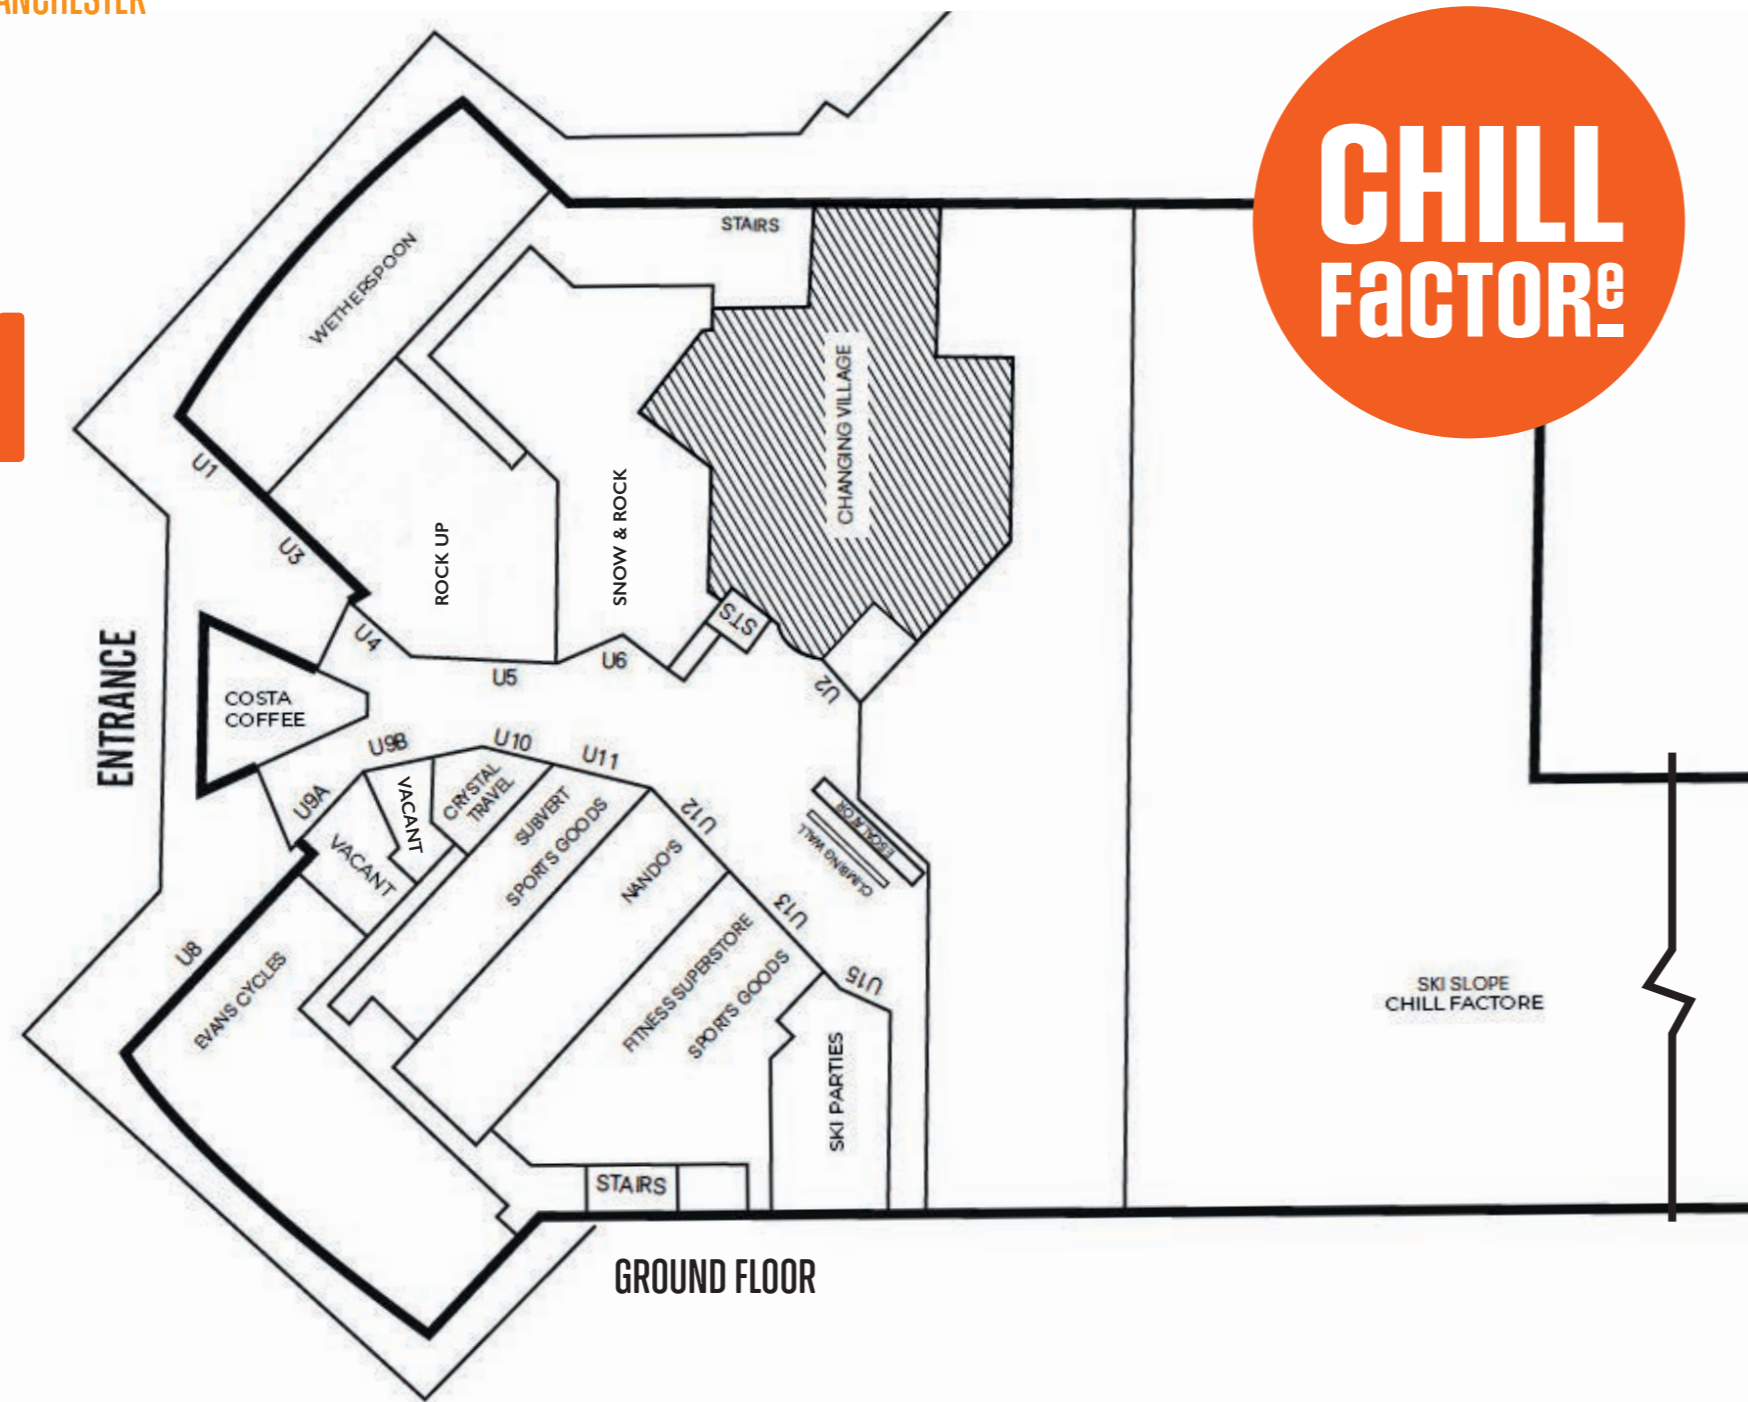 CHILL
FACTORe
STAIRS
WETHERSPOON
CHANGING VILLAGE
U1
U3
ROCK UP
SNOW & ROCK
STS
U4
U5
U6
U2
ENTRANCE
COSTA
COFFEE
U9B
U10
U11
U9A
VACANT
VACANT
CRYSTAL
TRAVEL
SUBVERT
SPORTS GOODS
U12
NANDO'S
ESCALATOR
CLIMBING WALL
U13
U8
EVANS CYCLES
FITNESS SUPERSTORE
SPORTS GOODS
U15
SKI PARTIES
SKI SLOPE
CHILL FACTORE
STAIRS
GROUND FLOOR